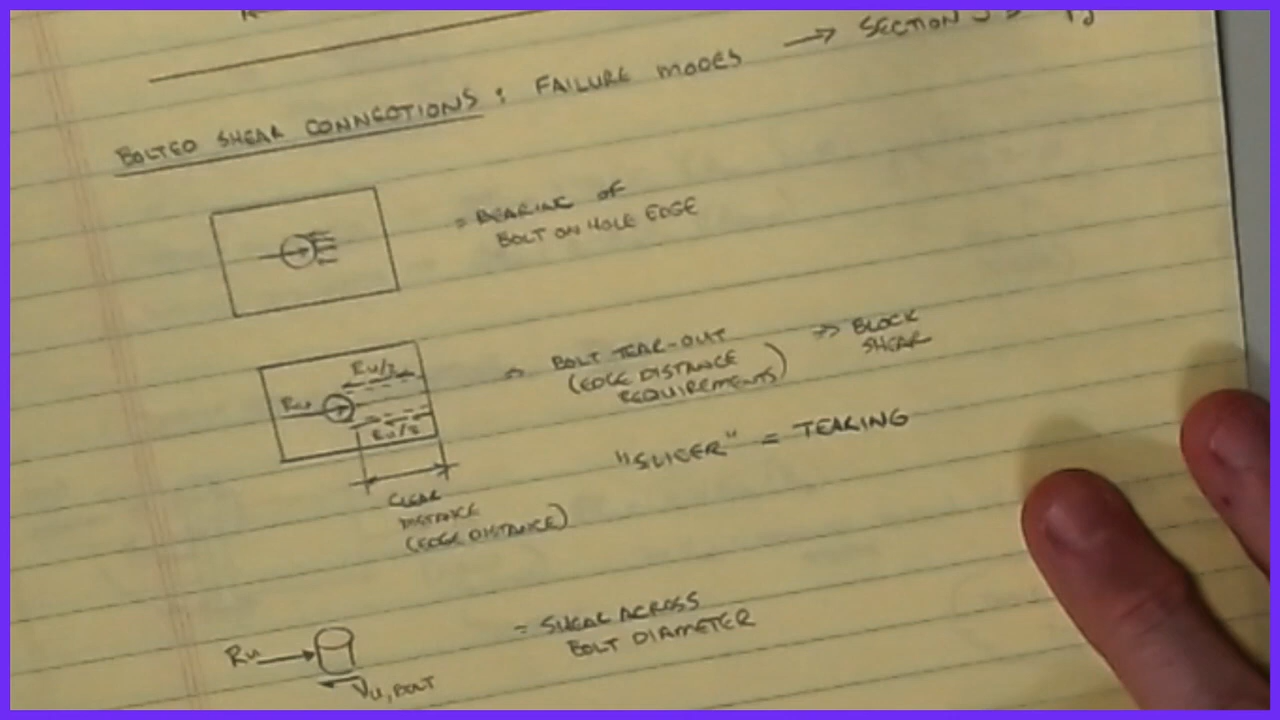 BOLTED SHEAR CONNECTIONS: FAILURE MODES → SECTION J3
= BEARING OF
BOLT ON HOLE EDGE
Ru/2
Ru
Ru/2
⇒ BOLT TEAR-OUT
(EDGE DISTANCE
REQUIREMENTS)
⇒ BLOCK
SHEAR
"SLICER" = TEARING
CLEAR
DISTANCE
(EDGE DISTANCE)
Ru
Vu,BOLT
= SHEAR ACROSS
BOLT DIAMETER